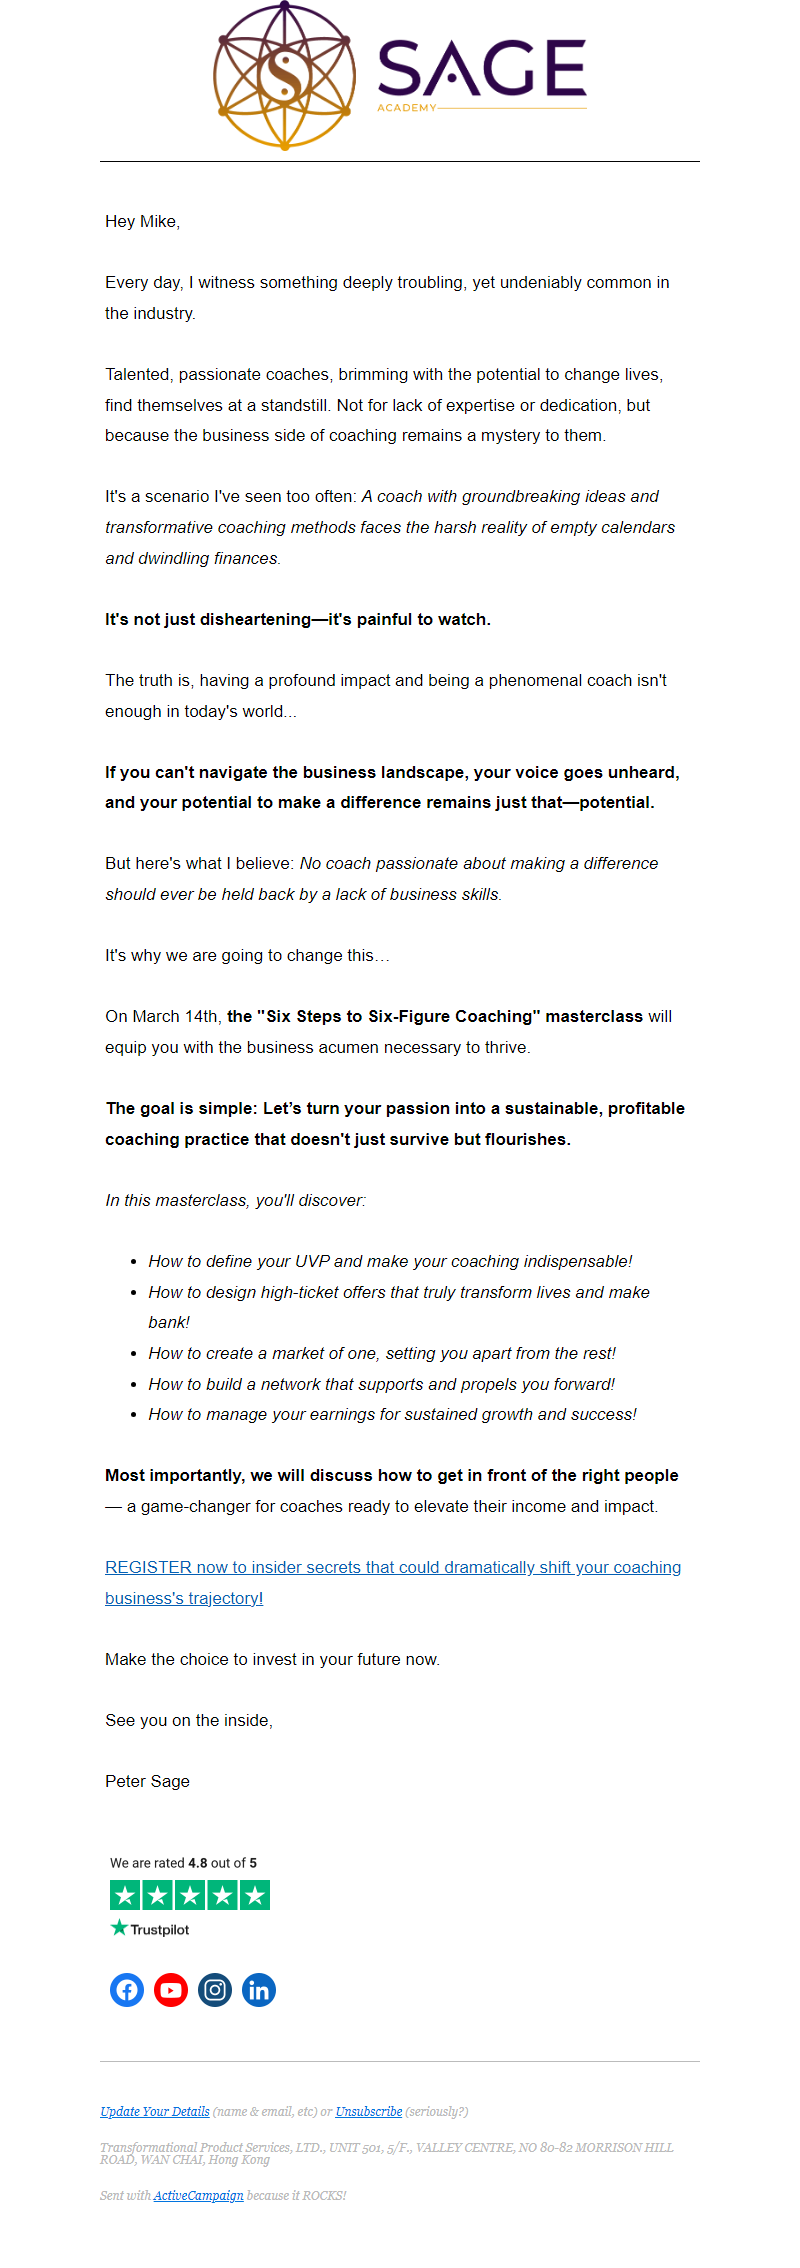 SAGE
ACADEMY
Hey Mike,
Every day, I witness something deeply troubling, yet undeniably common in
the industry.
Talented, passionate coaches, brimming with the potential to change lives,
find themselves at a standstill. Not for lack of expertise or dedication, but
because the business side of coaching remains a mystery to them.
It's a scenario I've seen too often: A coach with groundbreaking ideas and
transformative coaching methods faces the harsh reality of empty calendars
and dwindling finances.
It's not just disheartening—it's painful to watch.
The truth is, having a profound impact and being a phenomenal coach isn't
enough in today's world...
If you can't navigate the business landscape, your voice goes unheard,
and your potential to make a difference remains just that—potential.
But here's what I believe: No coach passionate about making a difference
should ever be held back by a lack of business skills.
It's why we are going to change this…
On March 14th, the "Six Steps to Six-Figure Coaching" masterclass will
equip you with the business acumen necessary to thrive.
The goal is simple: Let’s turn your passion into a sustainable, profitable
coaching practice that doesn't just survive but flourishes.
In this masterclass, you'll discover:
• How to define your UVP and make your coaching indispensable!
• How to design high-ticket offers that truly transform lives and make
bank!
• How to create a market of one, setting you apart from the rest!
• How to build a network that supports and propels you forward!
• How to manage your earnings for sustained growth and success!
Most importantly, we will discuss how to get in front of the right people
— a game-changer for coaches ready to elevate their income and impact.
REGISTER now to insider secrets that could dramatically shift your coaching
business's trajectory!
Make the choice to invest in your future now.
See you on the inside,
Peter Sage
We are rated 4.8 out of 5
Trustpilot
Update Your Details (name & email, etc) or Unsubscribe (seriously?)
Transformational Product Services, LTD., UNIT 501, 5/F., VALLEY CENTRE, NO 80-82 MORRISON HILL
ROAD, WAN CHAI, Hong Kong
Sent with ActiveCampaign because it ROCKS!